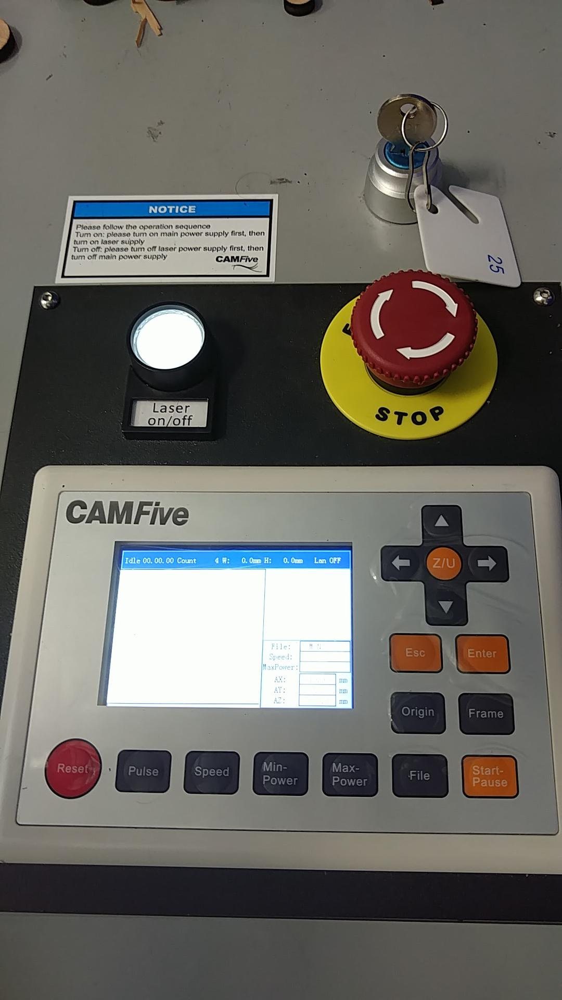 25
NOTICE
Please follow the operation sequence
Turn on: please turn on main power supply first, then
turn on laser supply
Turn off: please turn off laser power supply first, then
turn off main power supply
CAMFive
STOP
Laser
on/off
CAMFive
Idle 00.00.00 Count 4 W: 0.0mm H: 0.0mm Lan OFF
File:
Speed:
MaxPower:
AX: mm
AY: mm
AZ: mm
Z/U
Esc
Enter
Origin
Frame
Reset
Pulse
Speed
Min-
Power
Max-
Power
File
Start-
Pause